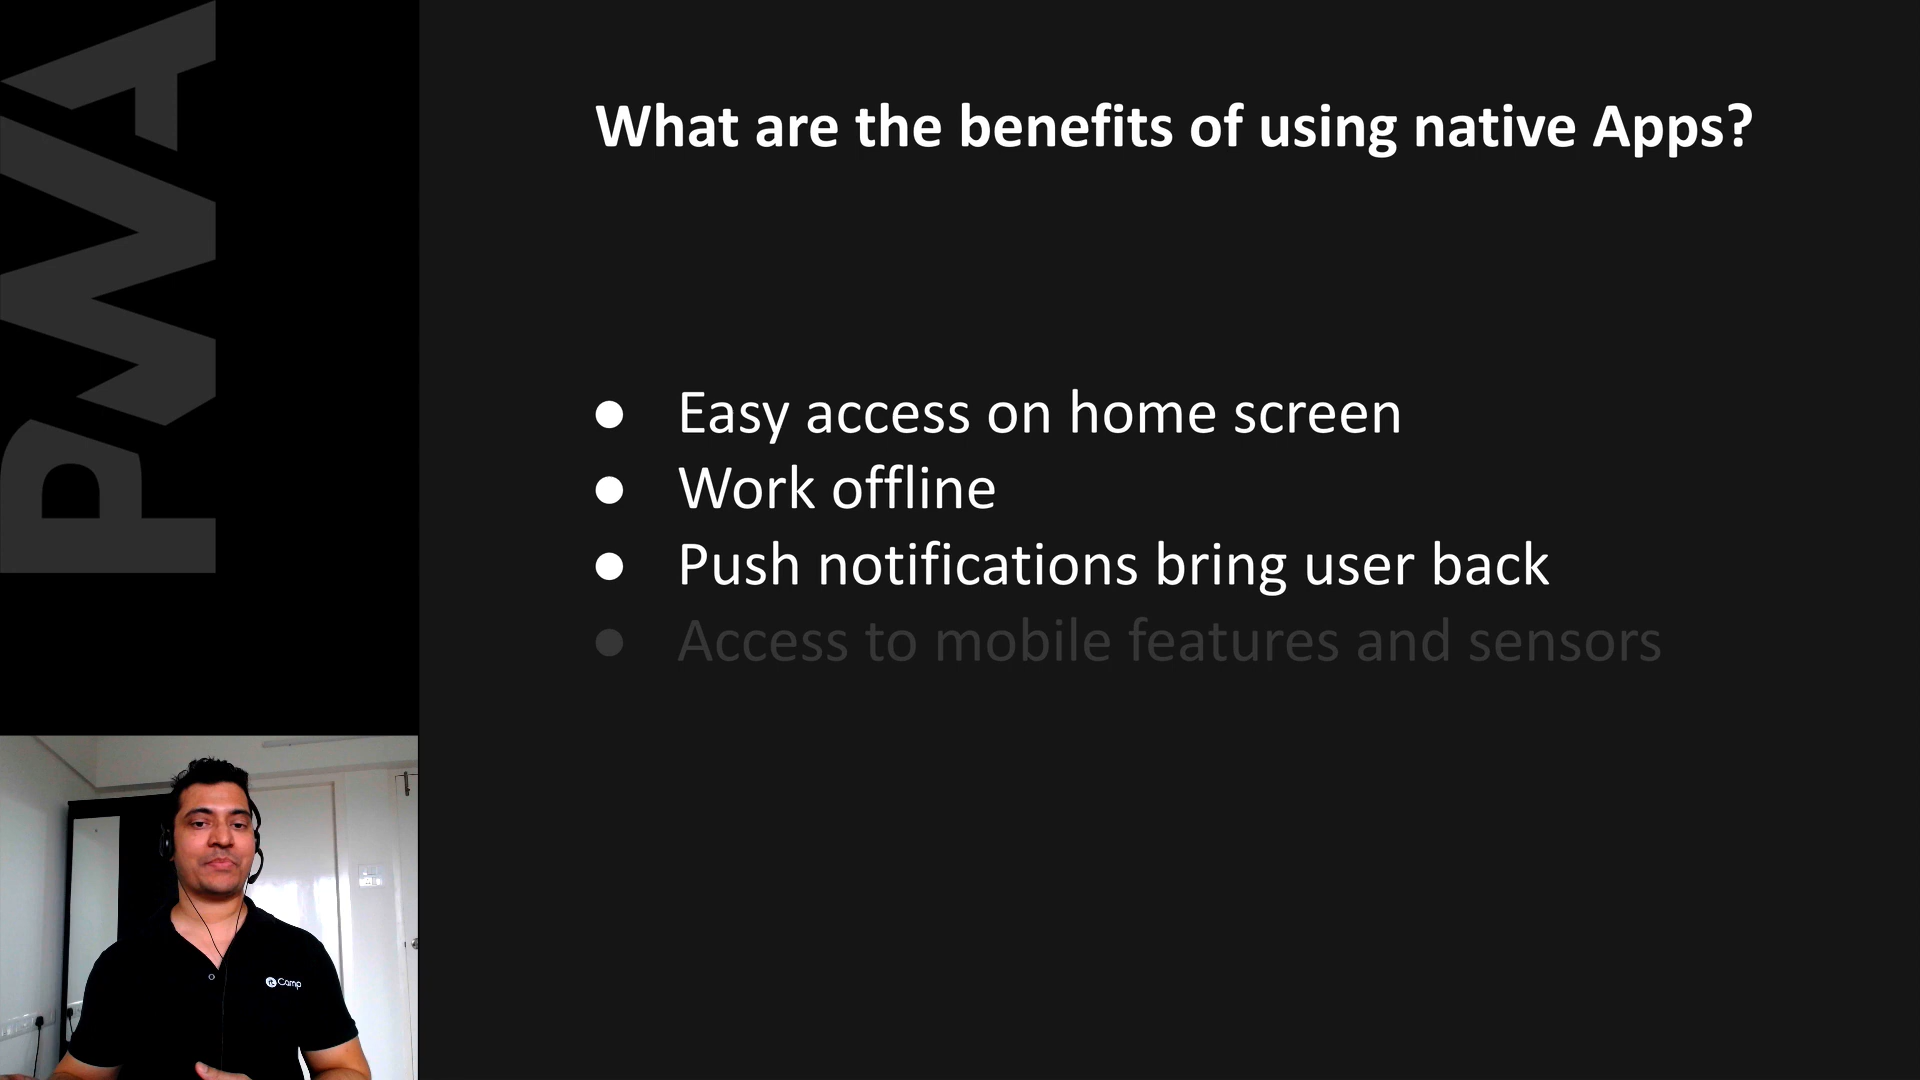 PWA
What are the benefits of using native Apps?
● Easy access on home screen
● Work offline
● Push notifications bring user back
● Access to mobile features and sensors
rt Camp